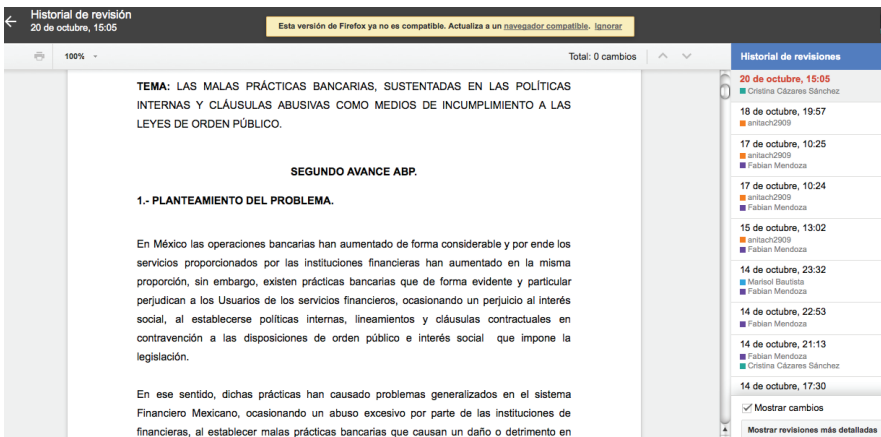 Historial de revisión
20 de octubre, 15:05
Esta versión de Firefox ya no es compatible. Actualiza a un navegador compatible. Ignorar
100%
Total: 0 cambios
TEMA: LAS MALAS PRÁCTICAS BANCARIAS, SUSTENTADAS EN LAS POLÍTICAS
INTERNAS Y CLÁUSULAS ABUSIVAS COMO MEDIOS DE INCUMPLIMIENTO A LAS
LEYES DE ORDEN PÚBLICO.
SEGUNDO AVANCE ABP.
1.- PLANTEAMIENTO DEL PROBLEMA.
En México las operaciones bancarias han aumentado de forma considerable y por ende los
servicios proporcionados por las instituciones financieras han aumentado en la misma
proporción, sin embargo, existen prácticas bancarias que de forma evidente y particular
perjudican a los Usuarios de los servicios financieros, ocasionando un perjuicio al interés
social, al establecerse políticas internas, lineamientos y cláusulas contractuales en
contravención a las disposiciones de orden público e interés social que impone la
legislación.
En ese sentido, dichas prácticas han causado problemas generalizados en el sistema
Financiero Mexicano, ocasionando un abuso excesivo por parte de las instituciones de
financieras, al establecer malas prácticas bancarias que causan un daño o detrimento en
Historial de revisiones
20 de octubre, 15:05
Cristina Cázares Sánchez
18 de octubre, 19:57
anitach2909
17 de octubre, 10:25
anitach2909
Fabian Mendoza
17 de octubre, 10:24
anitach2909
Fabian Mendoza
15 de octubre, 13:02
anitach2909
Fabian Mendoza
14 de octubre, 23:32
Marisol Bautista
Fabian Mendoza
14 de octubre, 22:53
Fabian Mendoza
14 de octubre, 21:13
Fabian Mendoza
Cristina Cázares Sánchez
14 de octubre, 17:30
Mostrar cambios
Mostrar revisiones más detalladas